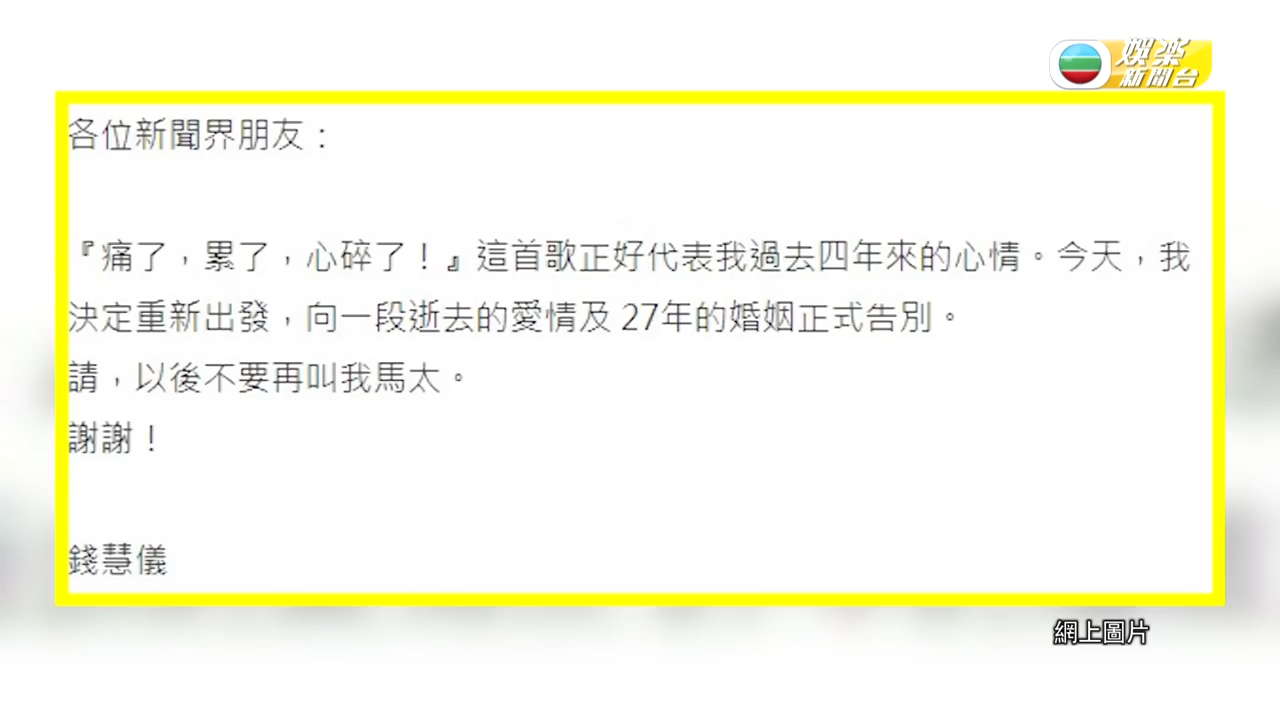 娛樂
新聞台
各位新聞界朋友：
『痛了，累了，心碎了！』這首歌正好代表我過去四年來的心情。今天，我
決定重新出發，向一段逝去的愛情及 27年的婚姻正式告別。
請，以後不要再叫我馬太。
謝謝！
錢慧儀
網上圖片